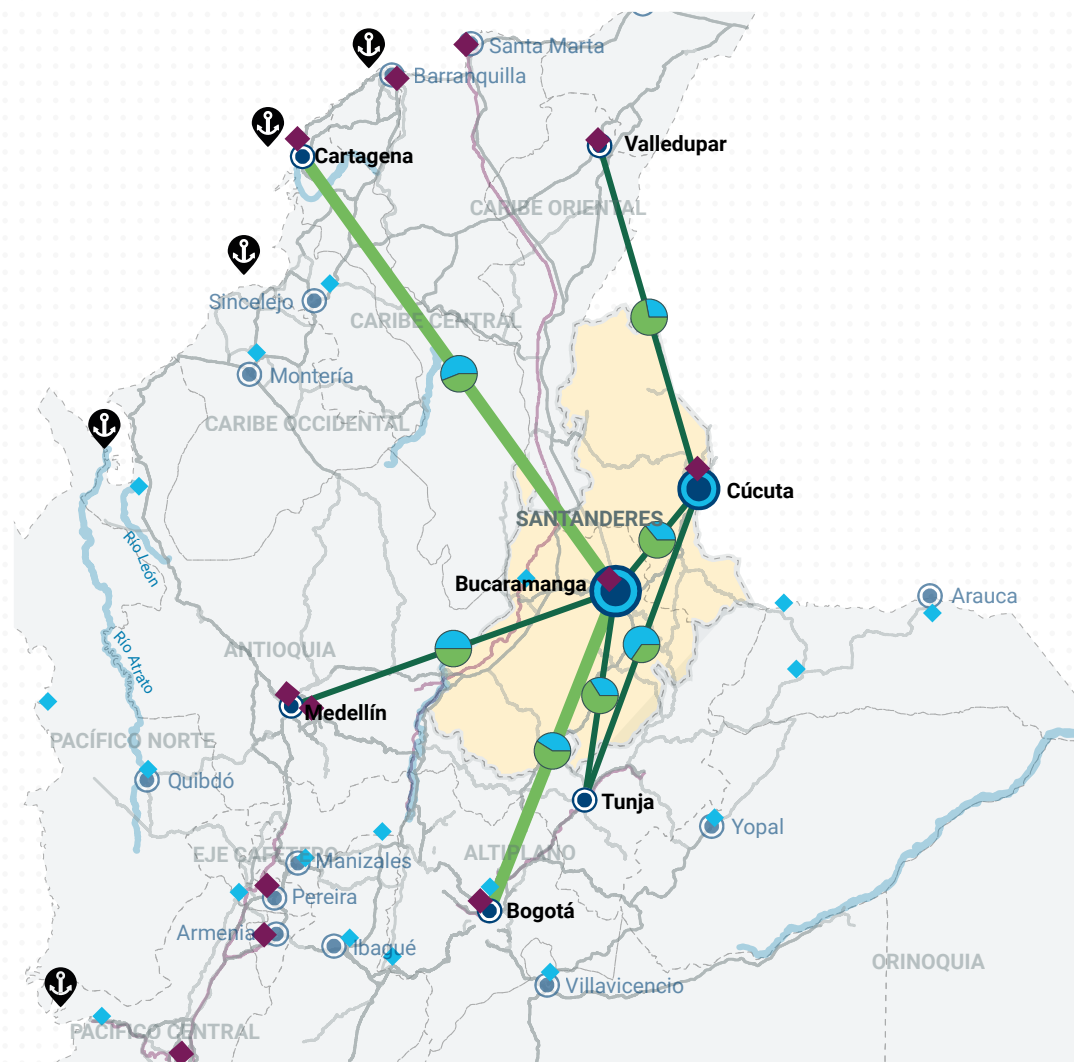 Santa Marta
Barranquilla
Valledupar
Cartagena
CARIBE ORIENTAL
Sincelejo
CARIBE CENTRAL
Montería
CARIBE OCCIDENTAL
Cúcuta
SANTANDERES
Río León
Bucaramanga
Arauca
ANTIOQUIA
Río Atrato
Medellín
PACÍFICO NORTE
Quibdó
Tunja
Yopal
EJE CAFETERO
Manizales
ALTIPLANO
Pereira
Bogotá
Armenia
Ibagué
ORINOQUIA
Villavicencio
PACÍFICO CENTRAL